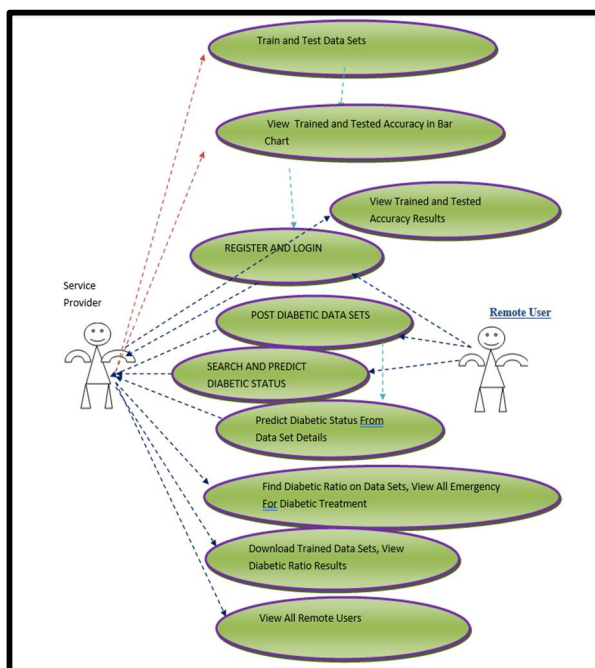 Train and Test Data Sets
View Trained and Tested Accuracy in Bar
Chart
View Trained and Tested
Accuracy Results
REGISTER AND LOGIN
Service
Provider
POST DIABETIC DATA SETS
Remote User
SEARCH AND PREDICT
DIABETIC STATUS
Predict Diabetic Status From
Data Set Details
Find Diabetic Ratio on Data Sets, View All Emergency
For Diabetic Treatment
Download Trained Data Sets, View
Diabetic Ratio Results
View All Remote Users